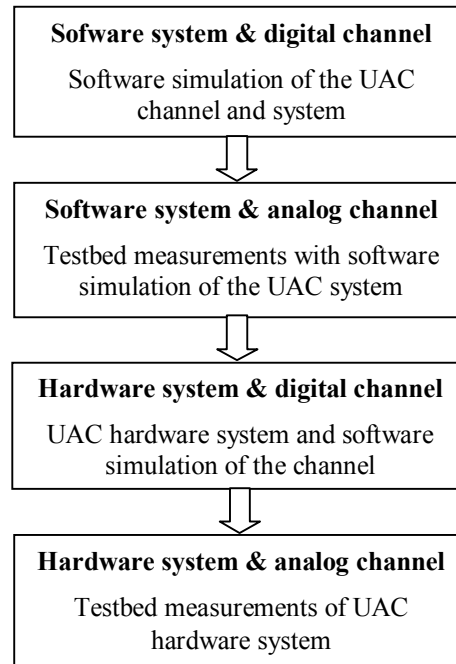 Sofware system & digital channel
Software simulation of the UAC
channel and system
Software system & analog channel
Testbed measurements with software
simulation of the UAC system
Hardware system & digital channel
UAC hardware system and software
simulation of the channel
Hardware system & analog channel
Testbed measurements of UAC
hardware system